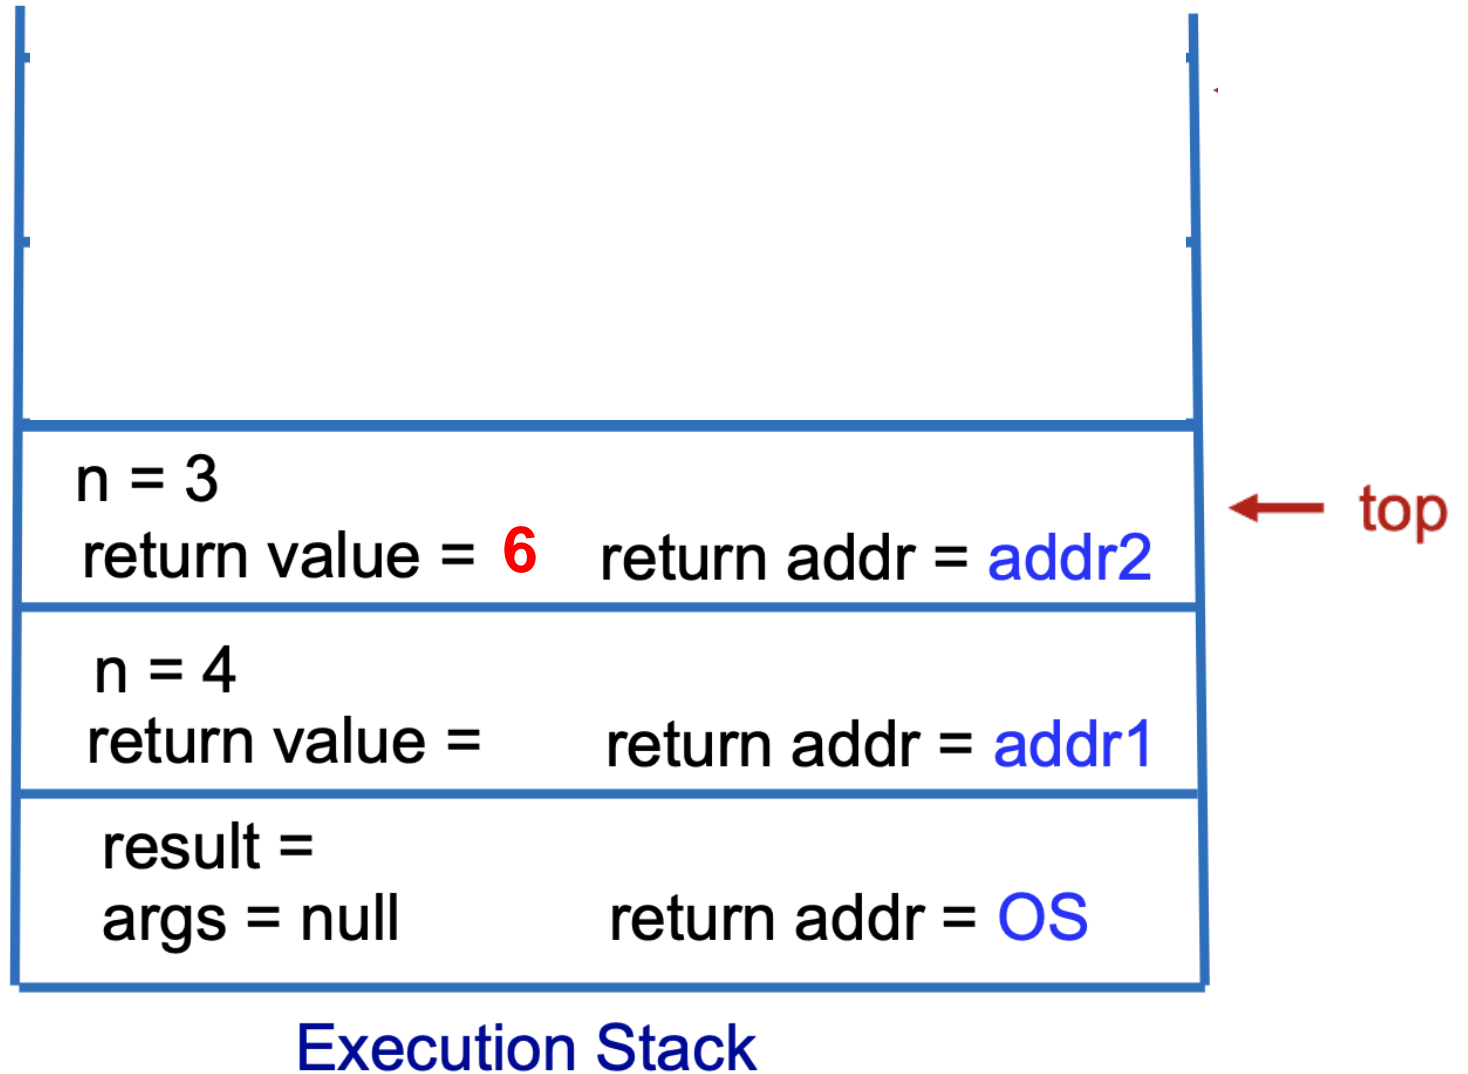 n = 3
return value = 6 return addr = addr2
top
n = 4
return value = return addr = addr1
result =
args = null return addr = OS
Execution Stack